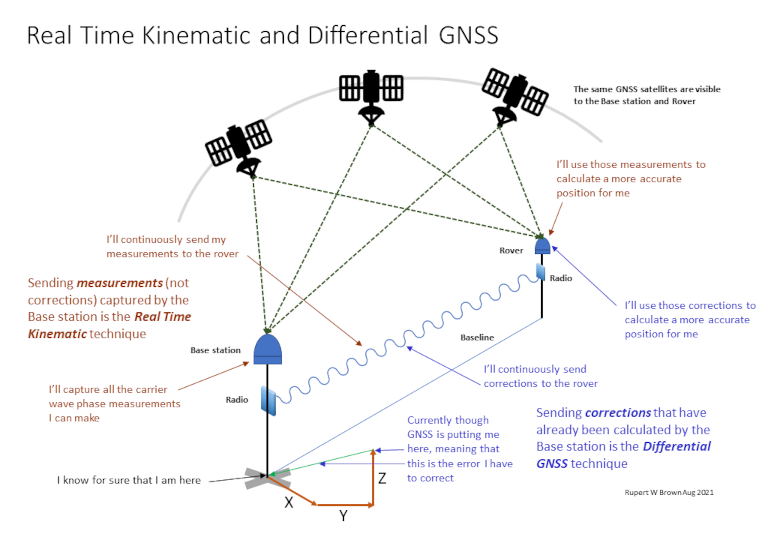 Real Time Kinematic and Differential GNSS
The same GNSS satellites are visible
to the Base station and Rover
I'll use those measurements to
calculate a more accurate
position for me
I'll continuously send my
measurements to the rover
Rover
Radio
Sending measurements (not
corrections) captured by the
Base station is the Real Time
Kinematic technique
I'll use those corrections to
calculate a more accurate
position for me
Baseline
Base station
I'll continuously send
corrections to the rover
I'll capture all the carrier
wave phase measurements
I can make
Radio
Currently though
GNSS is putting me
here, meaning that
this is the error I have
to correct
Sending corrections that have
already been calculated by the
Base station is the Differential
GNSS technique
I know for sure that I am here
X
Y
Z
Rupert W Brown Aug 2021